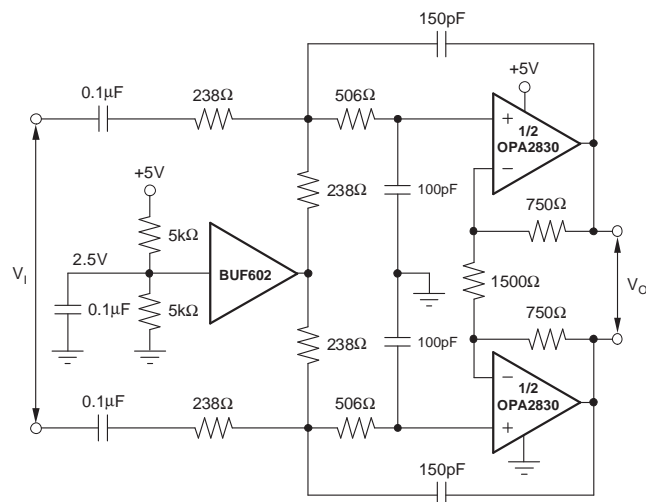 150pF
0.1μF
238Ω
506Ω
+5V
1/2
OPA2830
+
−
+5V
238Ω
100pF
750Ω
5kΩ
2.5V
BUF602
1500Ω
V_I
V_O
0.1μF
5kΩ
238Ω
100pF
750Ω
0.1μF
238Ω
506Ω
−
+
1/2
OPA2830
150pF